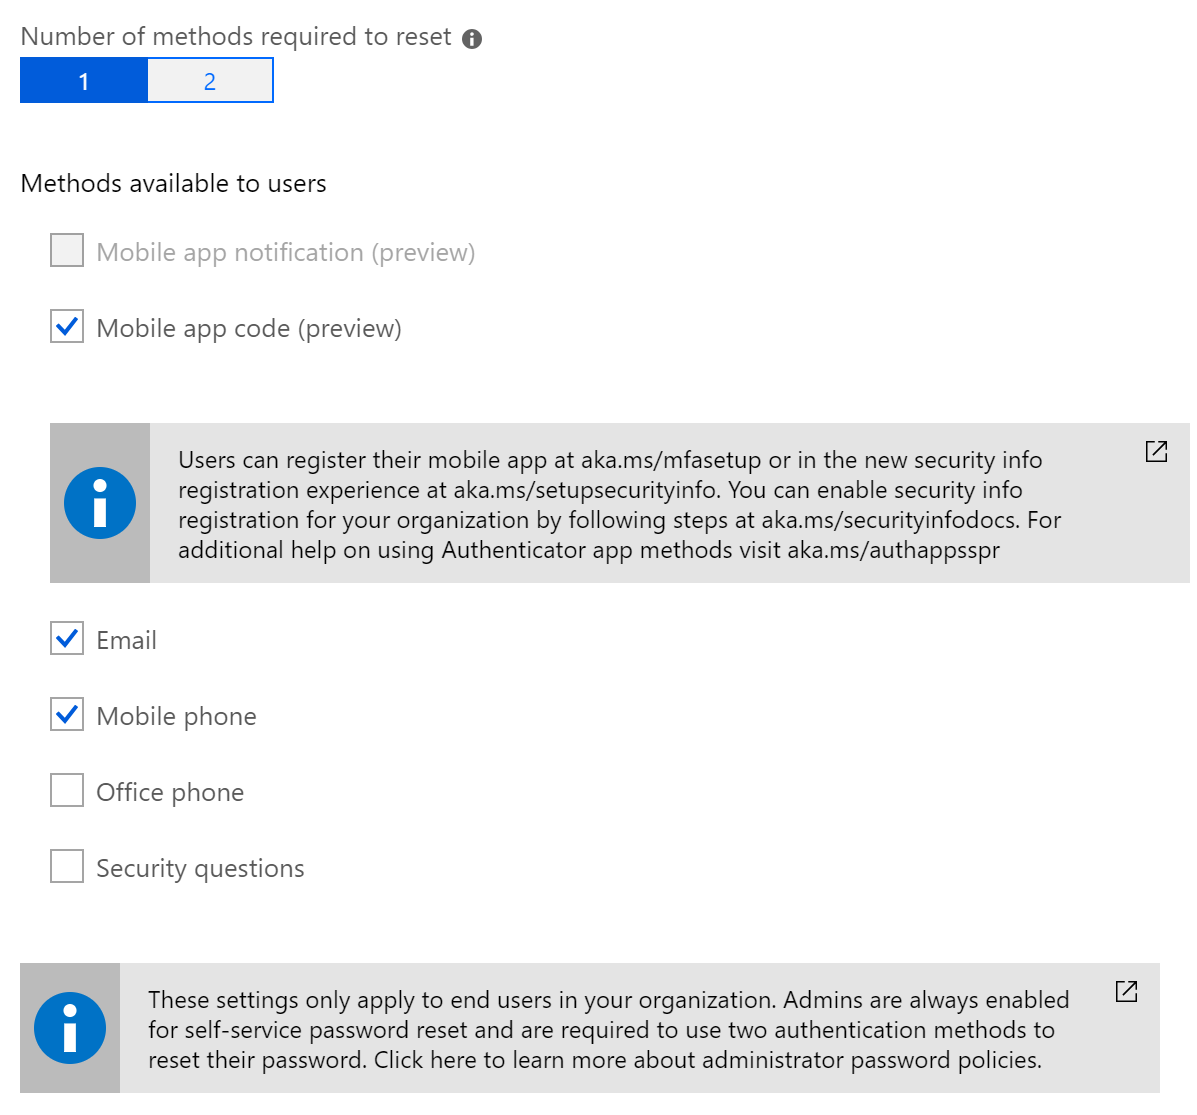 Number of methods required to reset
1 2
Methods available to users
Mobile app notification (preview)
Mobile app code (preview)
Users can register their mobile app at aka.ms/mfasetup or in the new security info
registration experience at aka.ms/setupsecurityinfo. You can enable security info
registration for your organization by following steps at aka.ms/securityinfodocs. For
additional help on using Authenticator app methods visit aka.ms/authappsspr
Email
Mobile phone
Office phone
Security questions
These settings only apply to end users in your organization. Admins are always enabled
for self-service password reset and are required to use two authentication methods to
reset their password. Click here to learn more about administrator password policies.